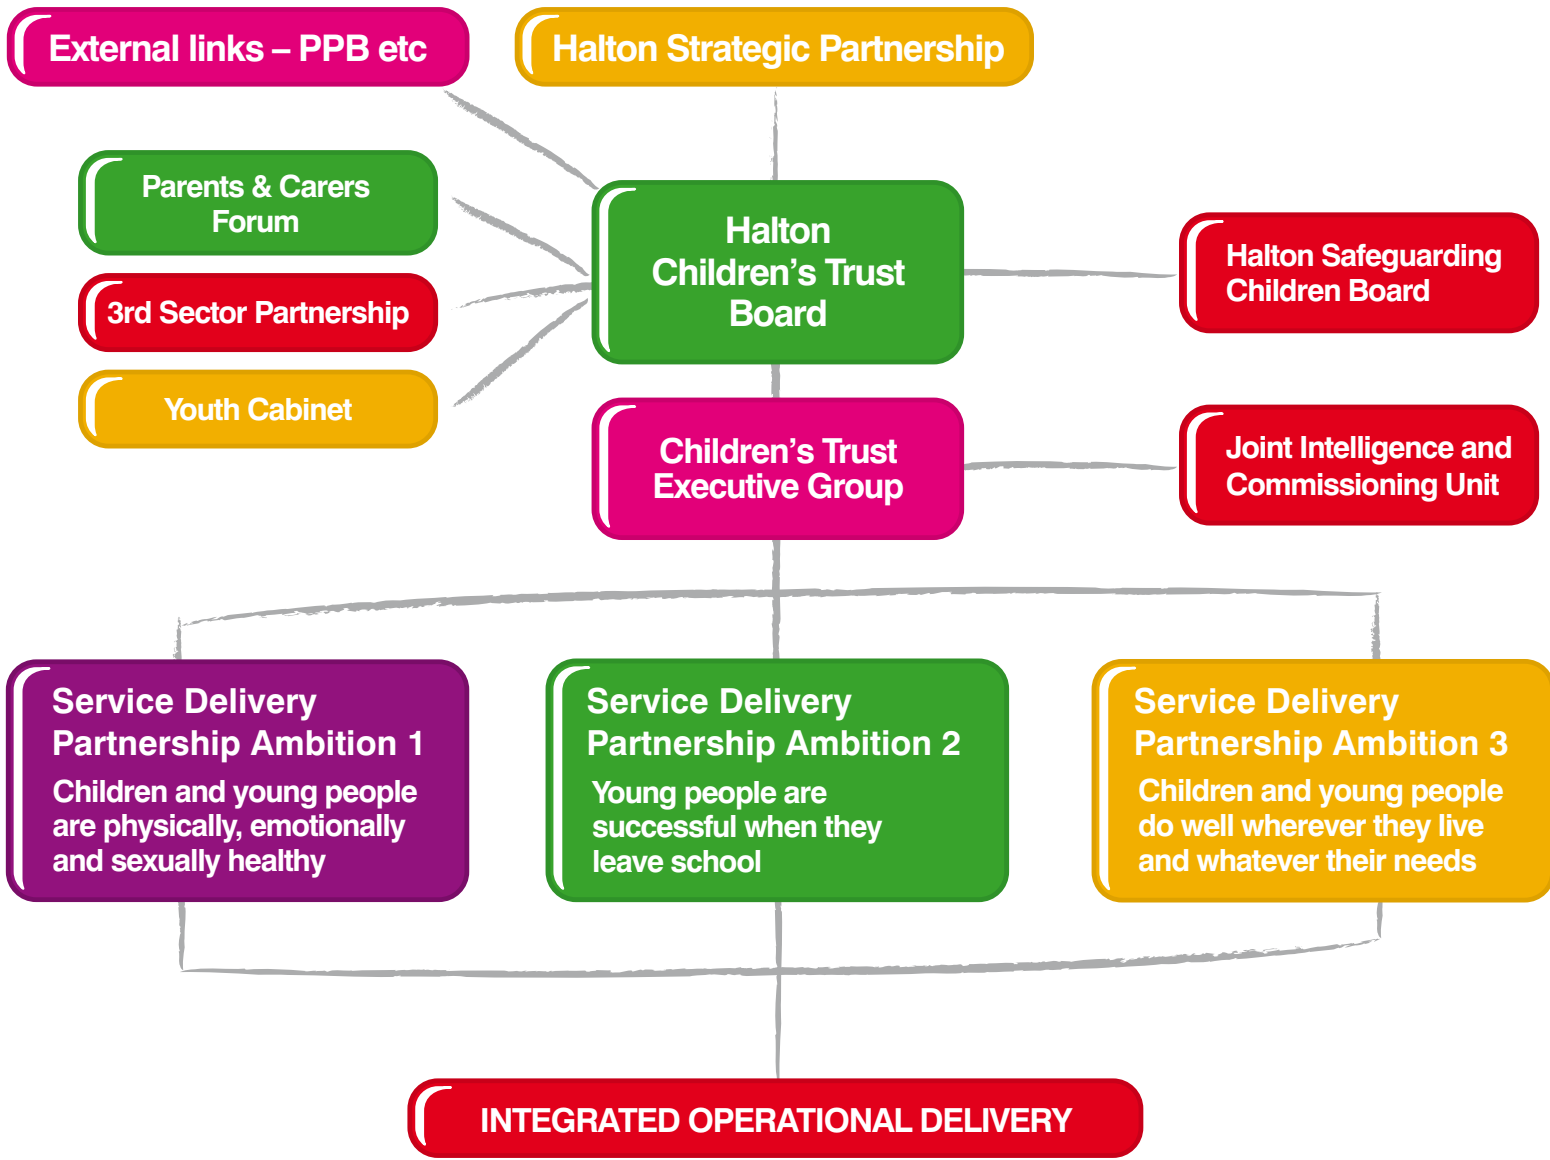 External links – PPB etc
Halton Strategic Partnership
Parents & Carers
Forum
3rd Sector Partnership
Youth Cabinet
Halton
Children’s Trust
Board
Halton Safeguarding
Children Board
Children’s Trust
Executive Group
Joint Intelligence and
Commissioning Unit
Service Delivery
Partnership Ambition 1
Children and young people
are physically, emotionally
and sexually healthy
Service Delivery
Partnership Ambition 2
Young people are
successful when they
leave school
Service Delivery
Partnership Ambition 3
Children and young people
do well wherever they live
and whatever their needs
INTEGRATED OPERATIONAL DELIVERY